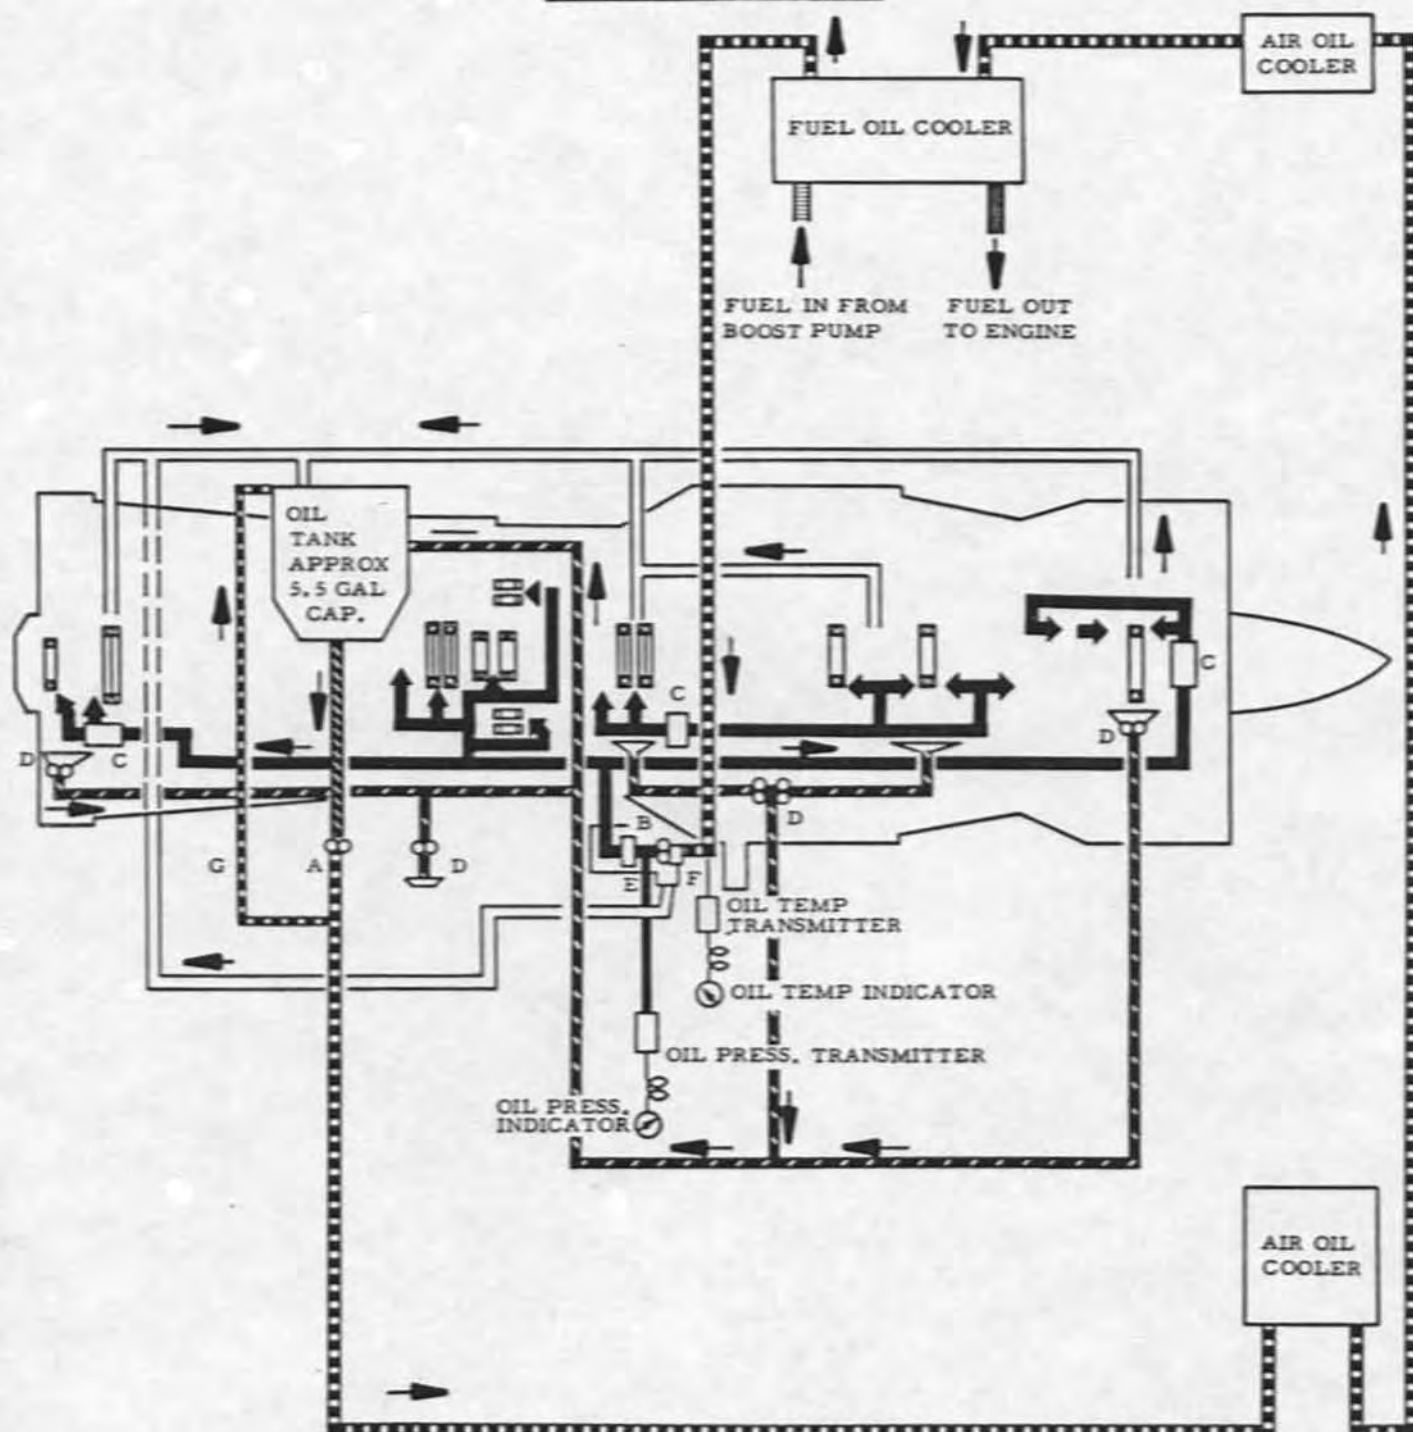 AIR OIL
COOLER
FUEL OIL COOLER
FUEL IN FROM
BOOST PUMP
FUEL OUT
TO ENGINE
OIL
TANK
APPROX
5.5 GAL
CAP.
C
C
D
C
D
D
B
G
A
D
E
F
OIL TEMP
TRANSMITTER
OIL TEMP INDICATOR
OIL PRESS. TRANSMITTER
OIL PRESS.
INDICATOR
AIR OIL
COOLER